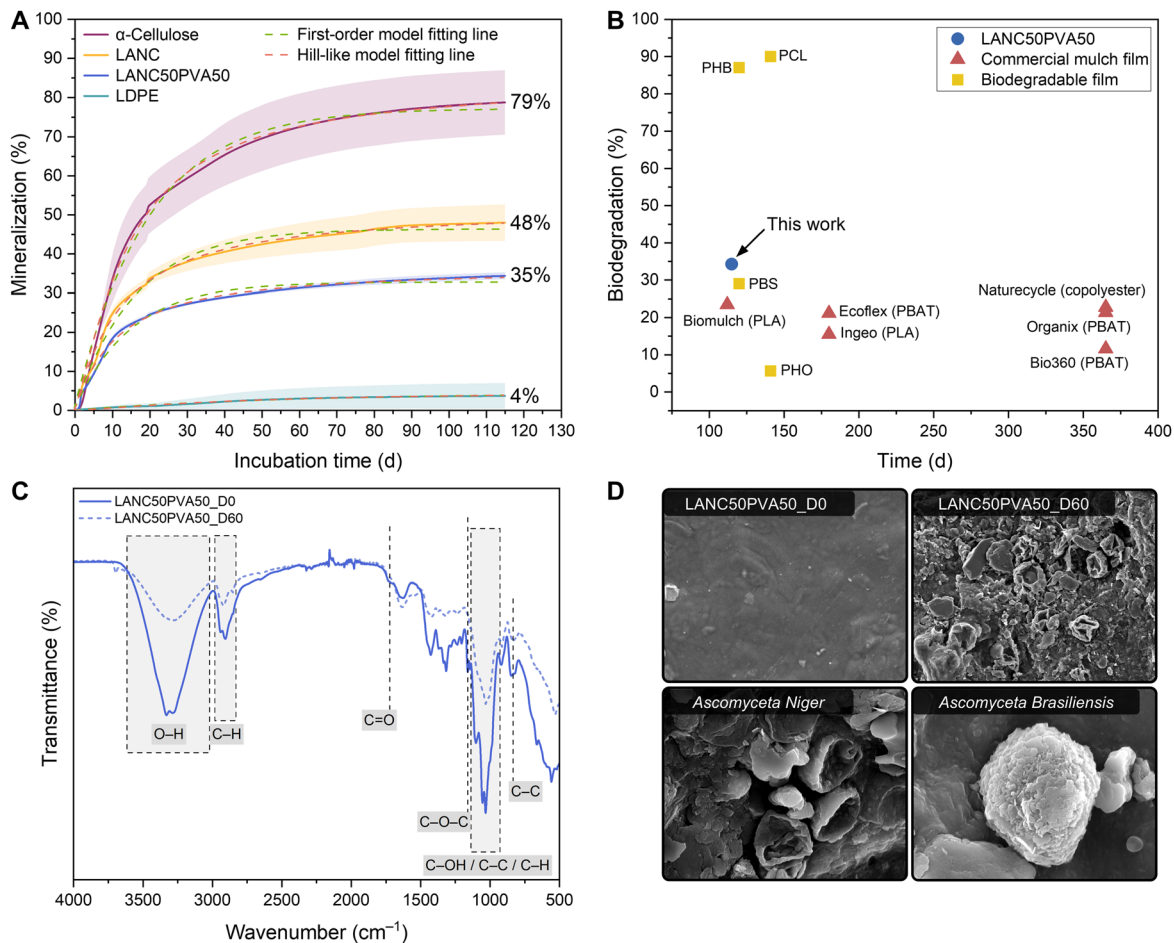 A
α-Cellulose
LANC
LANC50PVA50
LDPE
First-order model fitting line
Hill-like model fitting line
Mineralization (%)
100
90
80
70
60
50
40
30
20
10
0
79%
48%
35%
4%
0 10 20 30 40 50 60 70 80 90 100 110 120 130
Incubation time (d)
B
LANC50PVA50
Commercial mulch film
Biodegradable film
Biodegradation (%)
100
90
80
70
60
50
40
30
20
10
0
PHB
PCL
This work
PBS
Biomulch (PLA)
Ecoflex (PBAT)
Ingeo (PLA)
PHO
Naturecycle (copolyester)
Organix (PBAT)
Bio360 (PBAT)
100 150 200 250 300 350 400
Time (d)
C
LANC50PVA50_D0
LANC50PVA50_D60
Transmittance (%)
O–H
C–H
C=O
C–O–C
C–C
C–OH / C–C / C–H
4000 3500 3000 2500 2000 1500 1000 500
Wavenumber (cm⁻¹)
D
LANC50PVA50_D0
LANC50PVA50_D60
Ascomyceta Niger
Ascomyceta Brasiliensis